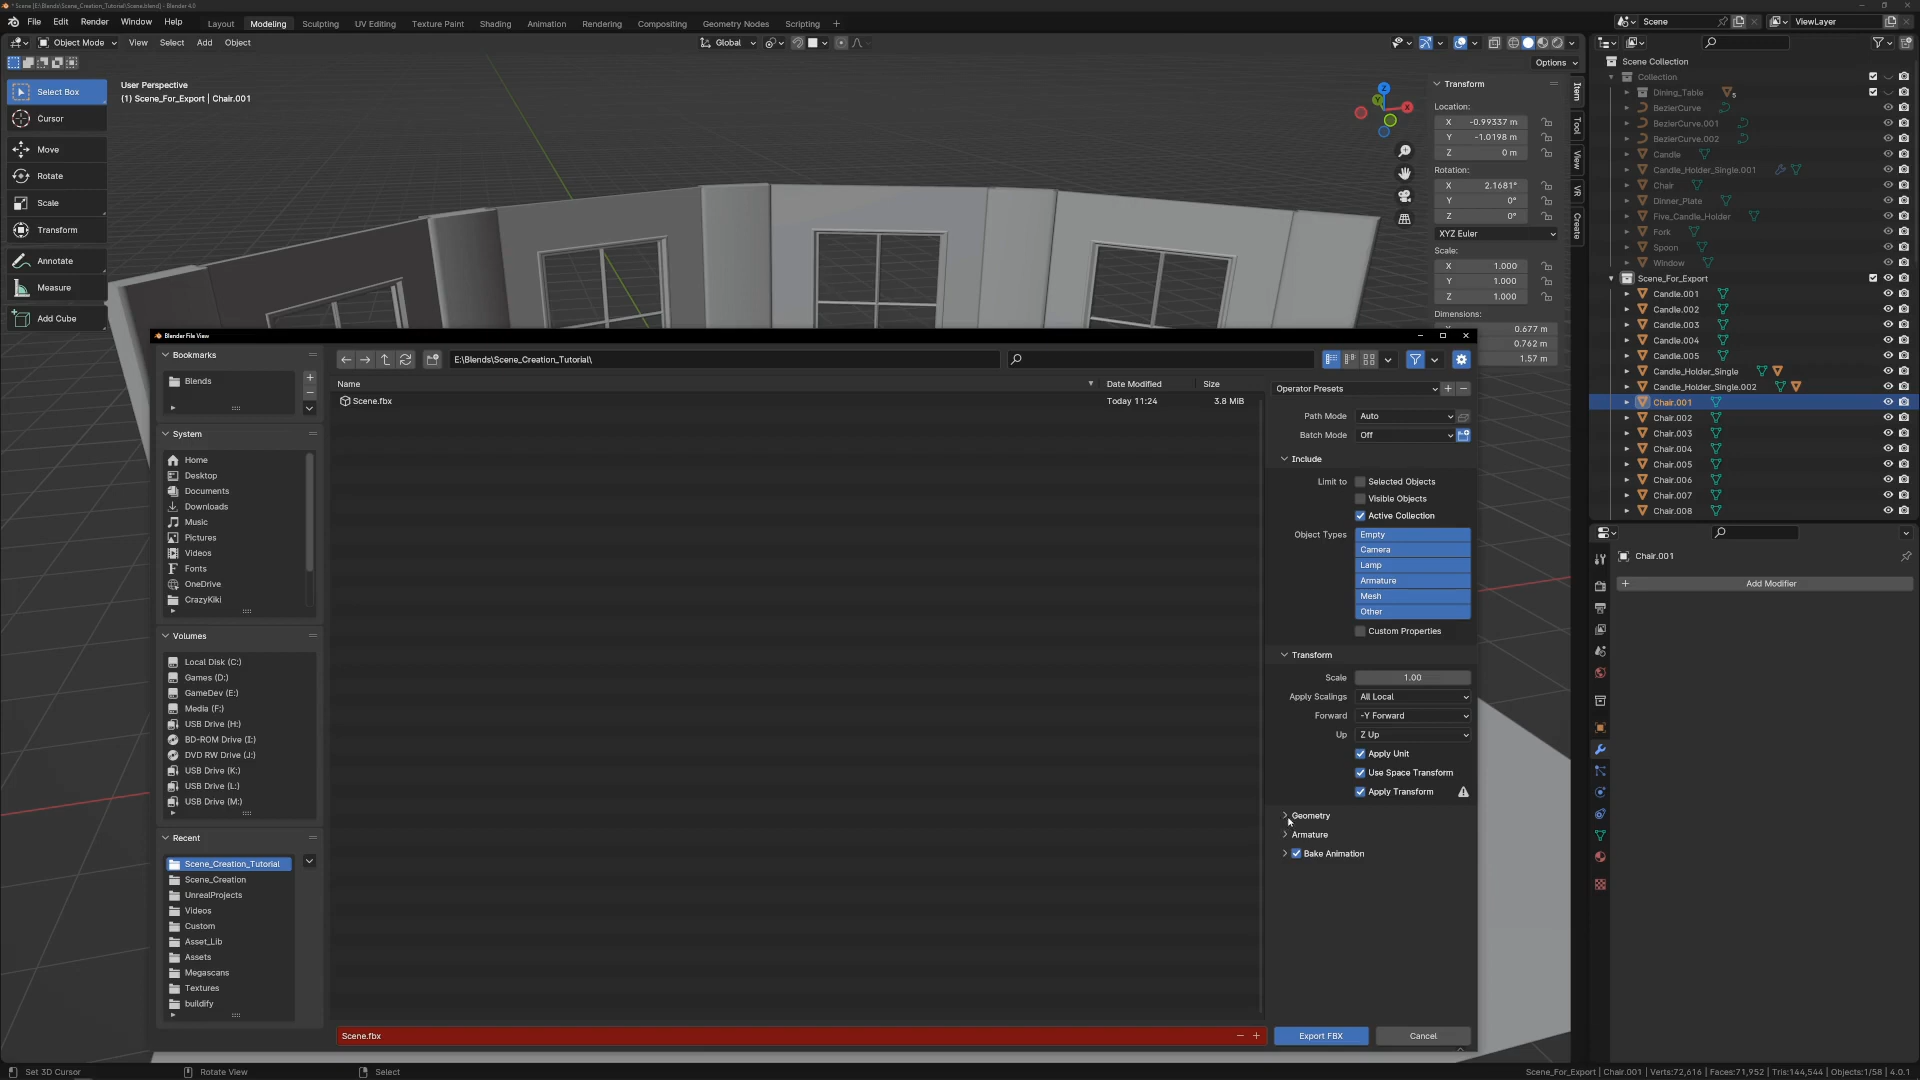 * Scene [E:\Blends\Scene_Creation_Tutorial\Scene.blend] - Blender 4.0
File Edit Render Window Help
Layout Modeling Sculpting UV Editing Texture Paint Shading Animation Rendering Compositing Geometry Nodes Scripting +
Scene
ViewLayer
Object Mode View Select Add Object
Global
Options
Select Box
Cursor
Move
Rotate
Scale
Transform
Annotate
Measure
Add Cube
User Perspective
(1) Scene_For_Export | Chair.001
Z
Y
X
Transform
Location:
X -0.99337 m
Y -1.0198 m
Z 0 m
Rotation:
X 2.1681°
Y 0°
Z 0°
XYZ Euler
Scale:
X 1.000
Y 1.000
Z 1.000
Dimensions:
0.677 m
0.762 m
1.57 m
Item
Tool
View
VR
Create
Blender File View
Bookmarks
Blends
System
Home
Desktop
Documents
Downloads
Music
Pictures
Videos
Fonts
OneDrive
CrazyKiki
Volumes
Local Disk (C:)
Games (D:)
GameDev (E:)
Media (F:)
USB Drive (H:)
BD-ROM Drive (I:)
DVD RW Drive (J:)
USB Drive (K:)
USB Drive (L:)
USB Drive (M:)
Recent
Scene_Creation_Tutorial
Scene_Creation
UnrealProjects
Videos
Custom
Asset_Lib
Assets
Megascans
Textures
buildify
E:\Blends\Scene_Creation_Tutorial\
Name Date Modified Size
Scene.fbx Today 11:24 3.8 MiB
Scene.fbx
Operator Presets
Path Mode Auto
Batch Mode Off
Include
Limit to Selected Objects
Visible Objects
Active Collection
Object Types Empty
Camera
Lamp
Armature
Mesh
Other
Custom Properties
Transform
Scale 1.00
Apply Scalings All Local
Forward -Y Forward
Up Z Up
Apply Unit
Use Space Transform
Apply Transform
Geometry
Armature
Bake Animation
Export FBX Cancel
Scene Collection
Collection
Dining_Table 5
BezierCurve
BezierCurve.001
BezierCurve.002
Candle
Candle_Holder_Single.001
Chair
Dinner_Plate
Five_Candle_Holder
Fork
Spoon
Window
Scene_For_Export
Candle.001
Candle.002
Candle.003
Candle.004
Candle.005
Candle_Holder_Single
Candle_Holder_Single.002
Chair.001
Chair.002
Chair.003
Chair.004
Chair.005
Chair.006
Chair.007
Chair.008
Chair.001
Add Modifier
Set 3D Cursor Rotate View Select
Scene_For_Export | Chair.001 | Verts:72,616 | Faces:71,952 | Tris:144,544 | Objects:1/58 | 4.0.1